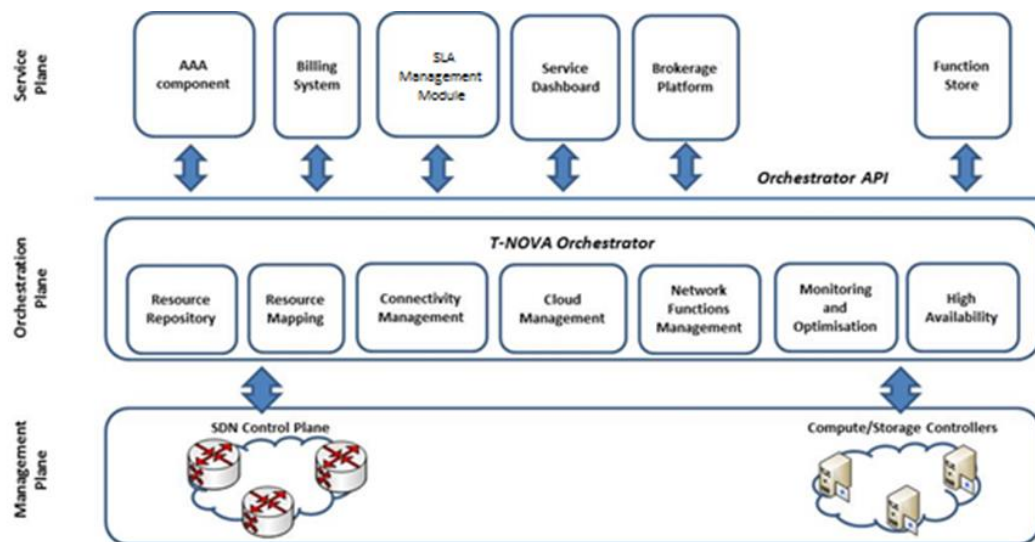 Service
Plane
AAA
component
Billing
System
SLA
Management
Module
Service
Dashboard
Brokerage
Platform
Function
Store
Orchestrator API
Orchestration
Plane
T-NOVA Orchestrator
Resource
Repository
Resource
Mapping
Connectivity
Management
Cloud
Management
Network
Functions
Management
Monitoring
and
Optimisation
High
Availability
Management
Plane
SDN Control Plane
Compute/Storage Controllers